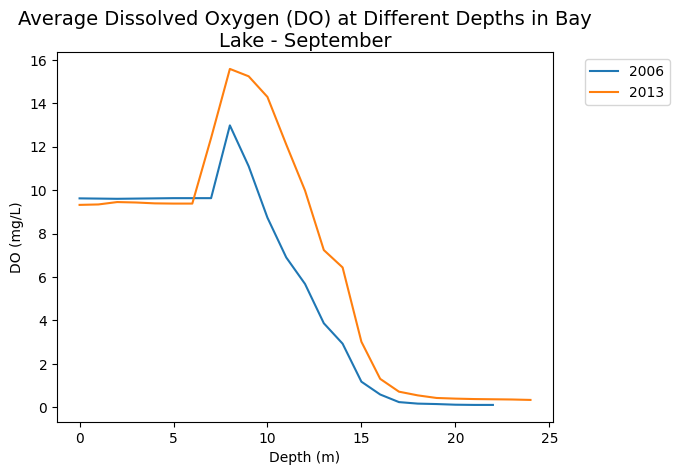 Average Dissolved Oxygen (DO) at Different Depths in Bay
Lake - September
2006
2013
16
14
12
10
8
6
4
2
0
DO (mg/L)
0 5 10 15 20 25
Depth (m)